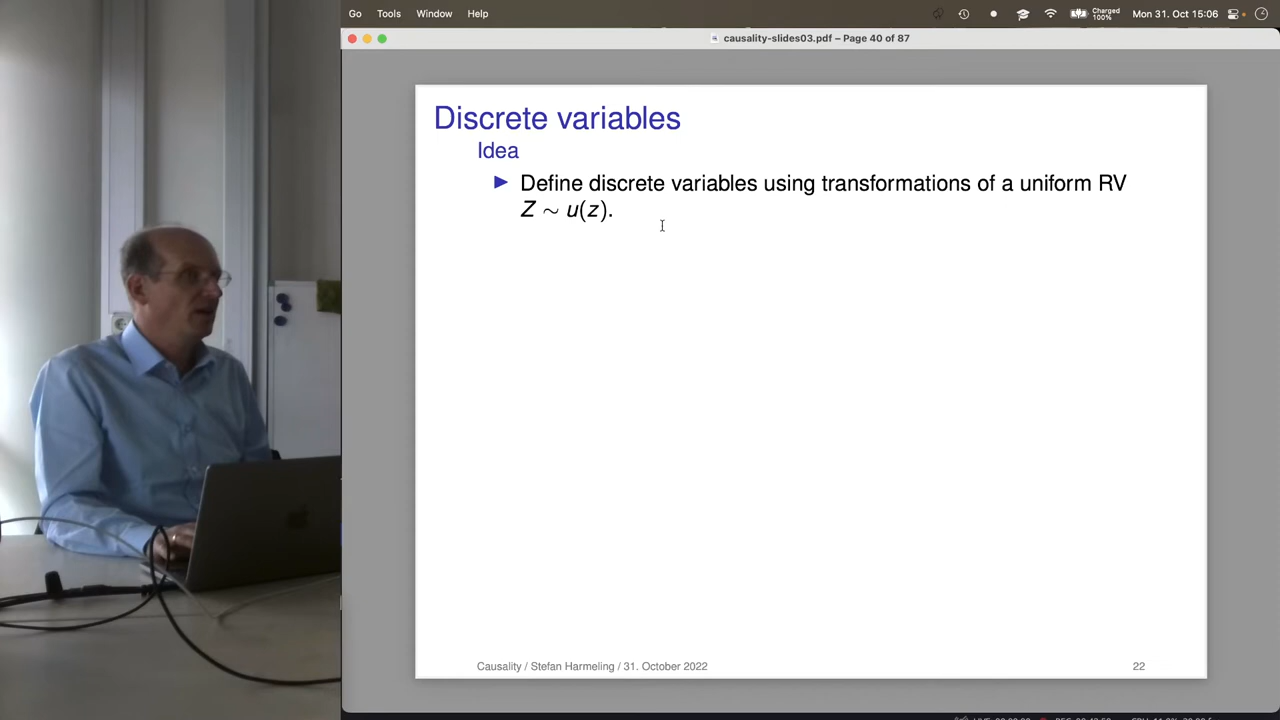 Go Tools Window Help
Charged
100%
Mon 31. Oct 15:06
causality-slides03.pdf – Page 40 of 87
Discrete variables
Idea
Define discrete variables using transformations of a uniform RV
Z ∼ u(z).
Causality / Stefan Harmeling / 31. October 2022
22